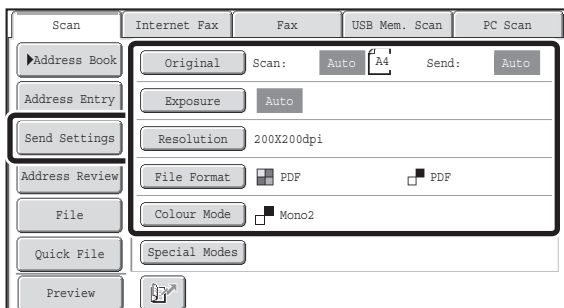 Scan Internet Fax Fax USB Mem. Scan PC Scan
Address Book Original Scan: Auto A4 Send: Auto
Address Entry Exposure Auto
Send Settings Resolution 200X200dpi
Address Review File Format PDF PDF
File Colour Mode Mono2
Quick File Special Modes
Preview